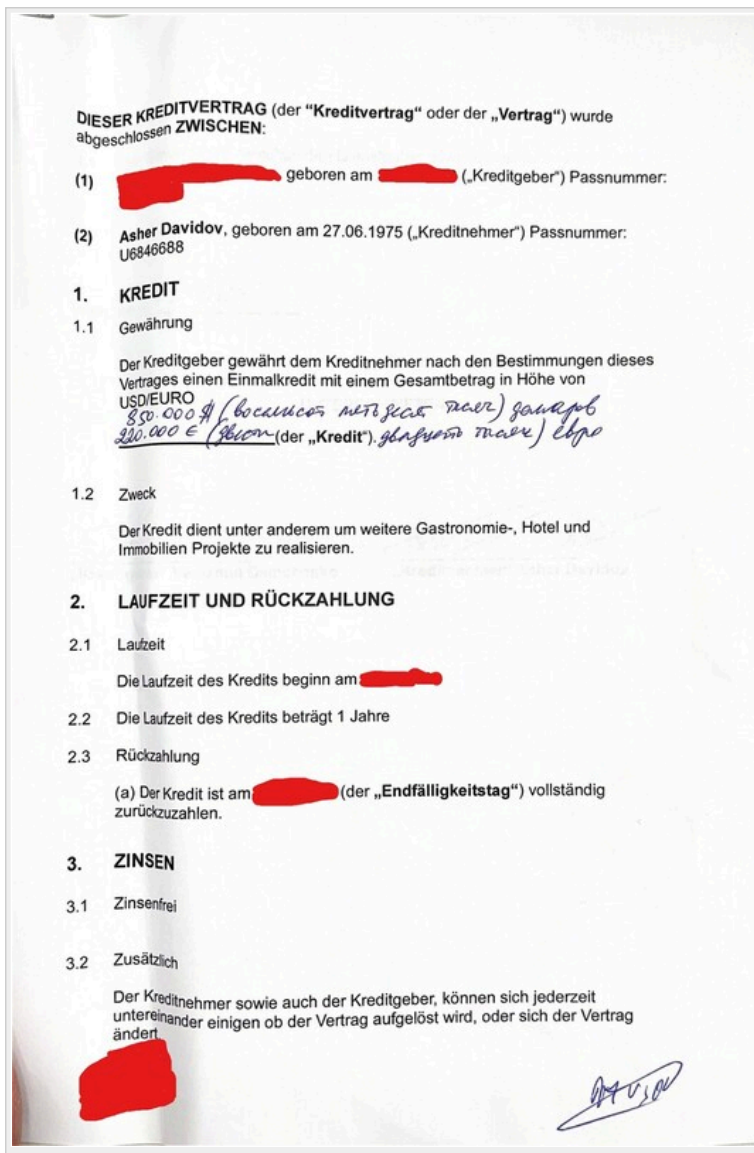 DIESER KREDITVERTRAG (der “Kreditvertrag“ oder der „Vertrag“) wurde
abgeschlossen ZWISCHEN:
(1) geboren am („Kreditgeber“) Passnummer:
(2) Asher Davidov, geboren am 27.06.1975 („Kreditnehmer“) Passnummer:
U6846688
1. KREDIT
1.1 Gewährung
Der Kreditgeber gewährt dem Kreditnehmer nach den Bestimmungen dieses
Vertrages einen Einmalkredit mit einem Gesamtbetrag in Höhe von
USD/EURO
850.000 $ (восемьсот пятьдесят тысяч) долларов
220.000 € (двести (der „Kredit“). двадцать тысяч) евро
1.2 Zweck
Der Kredit dient unter anderem um weitere Gastronomie-, Hotel und
Immobilien Projekte zu realisieren.
2. LAUFZEIT UND RÜCKZAHLUNG
2.1 Laufzeit
Die Laufzeit des Kredits beginn am
2.2 Die Laufzeit des Kredits beträgt 1 Jahre
2.3 Rückzahlung
(a) Der Kredit ist am (der „Endfälligkeitstag“) vollständig
zurückzuzahlen.
3. ZINSEN
3.1 Zinsenfrei
3.2 Zusätzlich
Der Kreditnehmer sowie auch der Kreditgeber, können sich jederzeit
untereinander einigen ob der Vertrag aufgelöst wird, oder sich der Vertrag
ändert